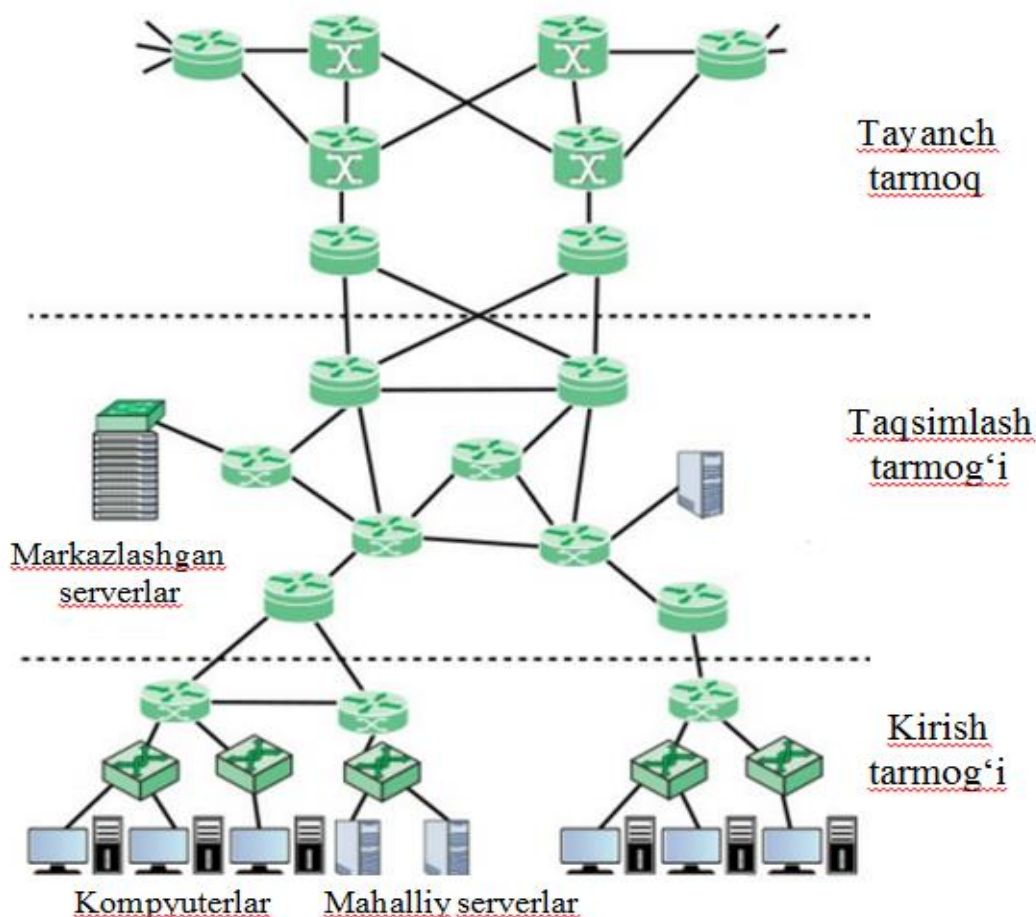 Tayanch
tarmoq
Taqsimlash
tarmog‘i
Markazlashgan
serverlar
Kirish
tarmog‘i
Kompyuterlar
Mahalliy serverlar